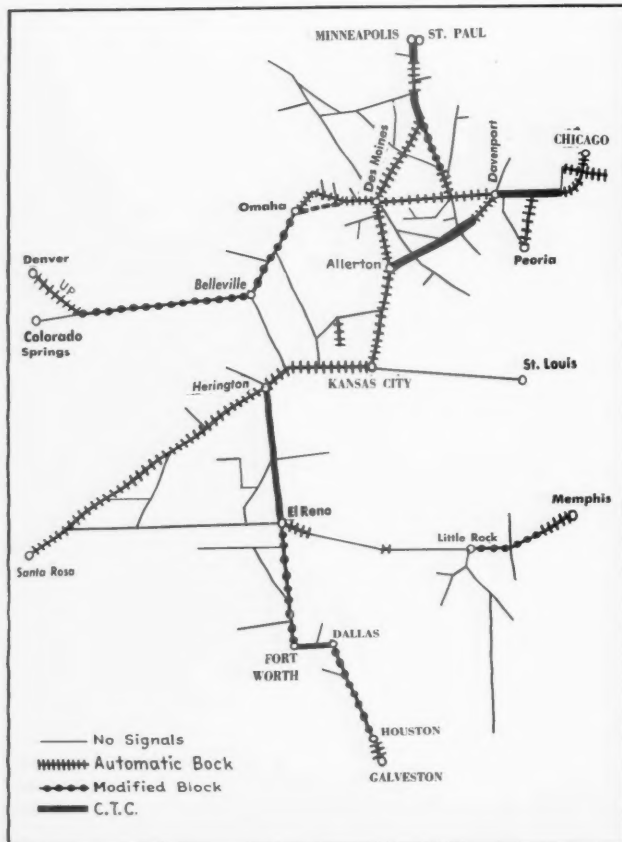 MINNEAPOLIS ST. PAUL
CHICAGO
Davenport
Des Moines
Omaha
Peoria
Denver
UP
Belleville
Allerton
Colorado
Springs
St. Louis
KANSAS CITY
Herington
El Reno
Memphis
Little Rock
Santa Rosa
DALLAS
FORT
WORTH
HOUSTON
GALVESTON
No Signals
Automatic Bock
Modified Block
C.T.C.